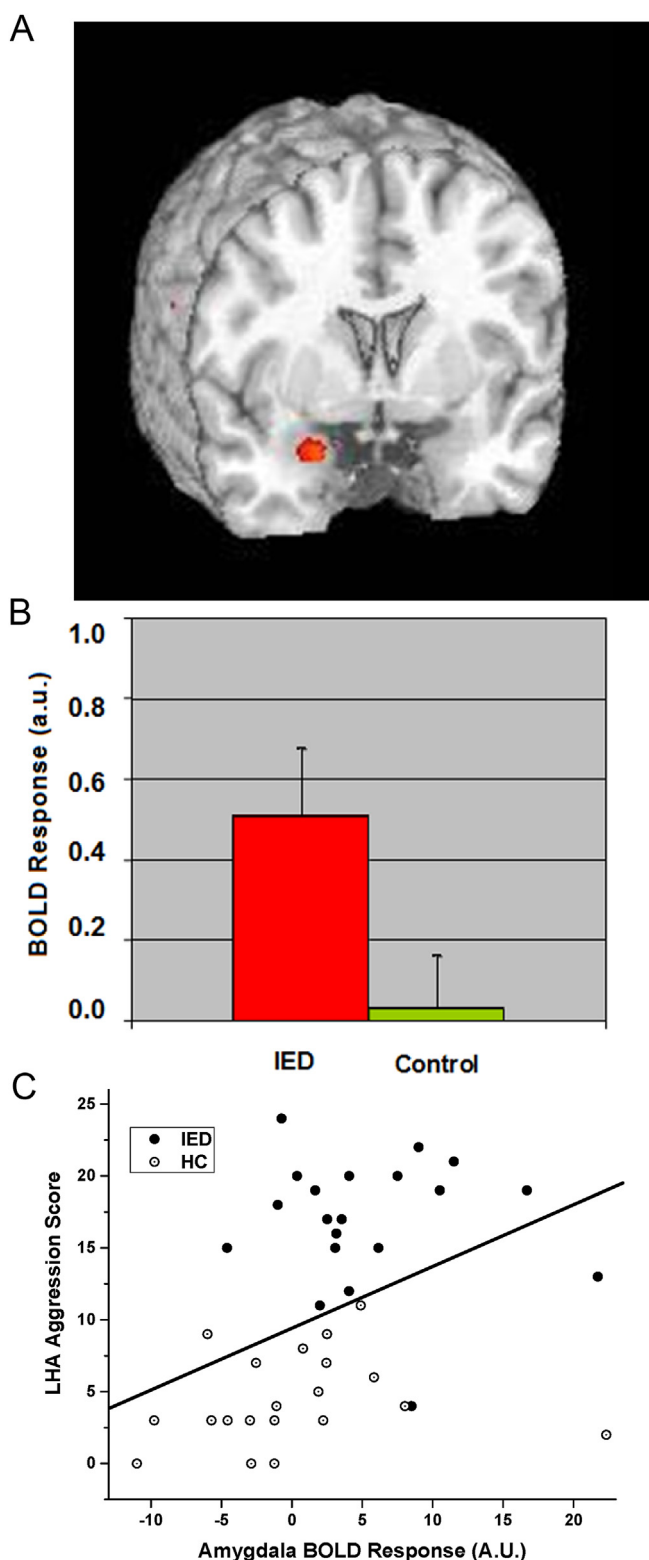 A
B
1.0
0.8
0.6
0.4
0.2
0.0
BOLD Response (a.u.)
IED Control
C
25
20
15
10
5
0
LHA Aggression Score
IED
HC
-10 -5 0 5 10 15 20
Amygdala BOLD Response (A.U.)